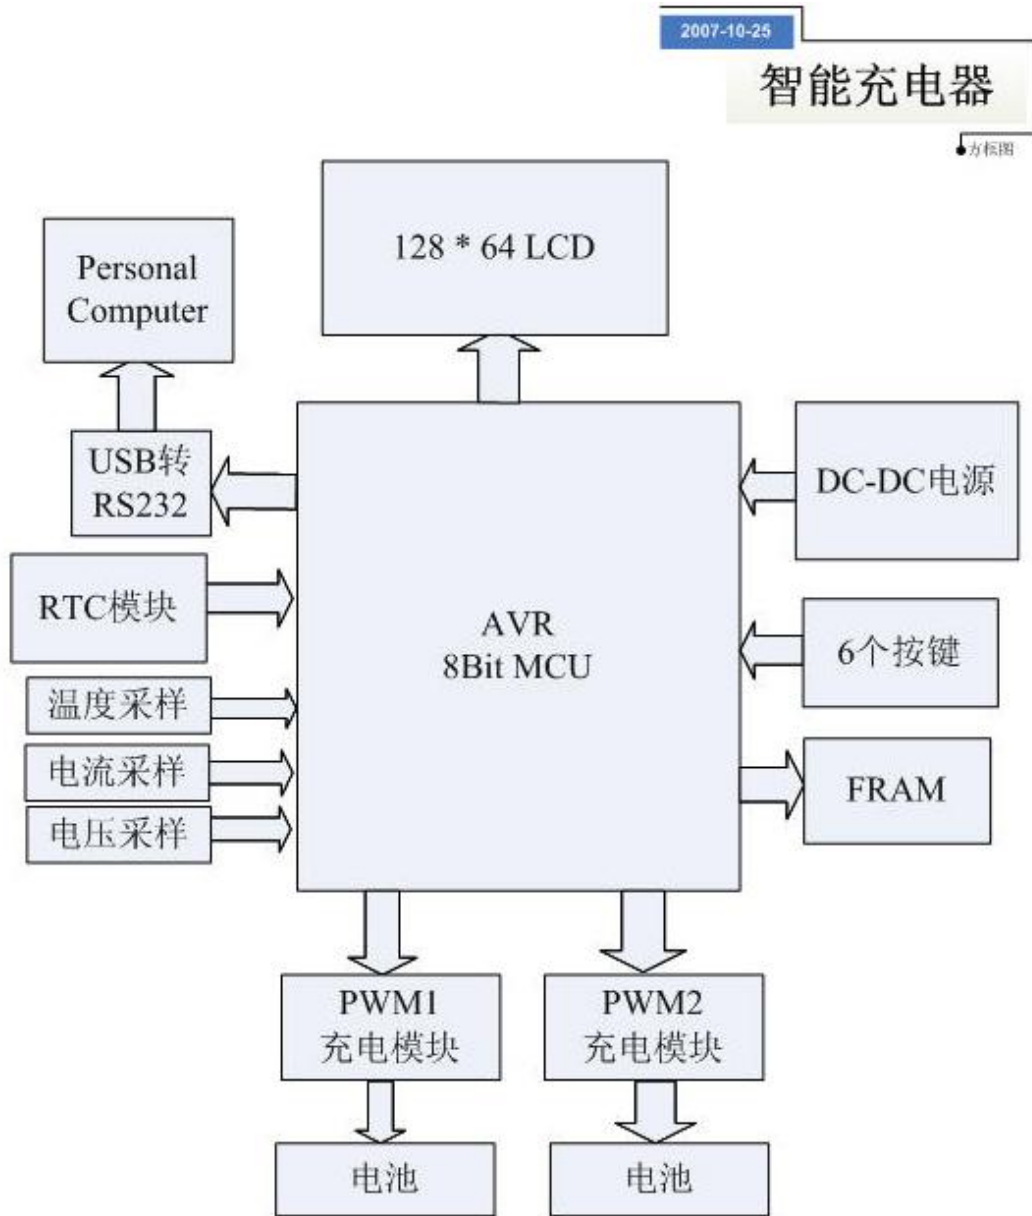 2007-10-25
智能充电器
方框图
128 * 64 LCD
Personal
Computer
USB转
RS232
DC-DC电源
RTC模块
AVR
8Bit MCU
6个按键
温度采样
电流采样
电压采样
FRAM
PWM1
充电模块
PWM2
充电模块
电池
电池